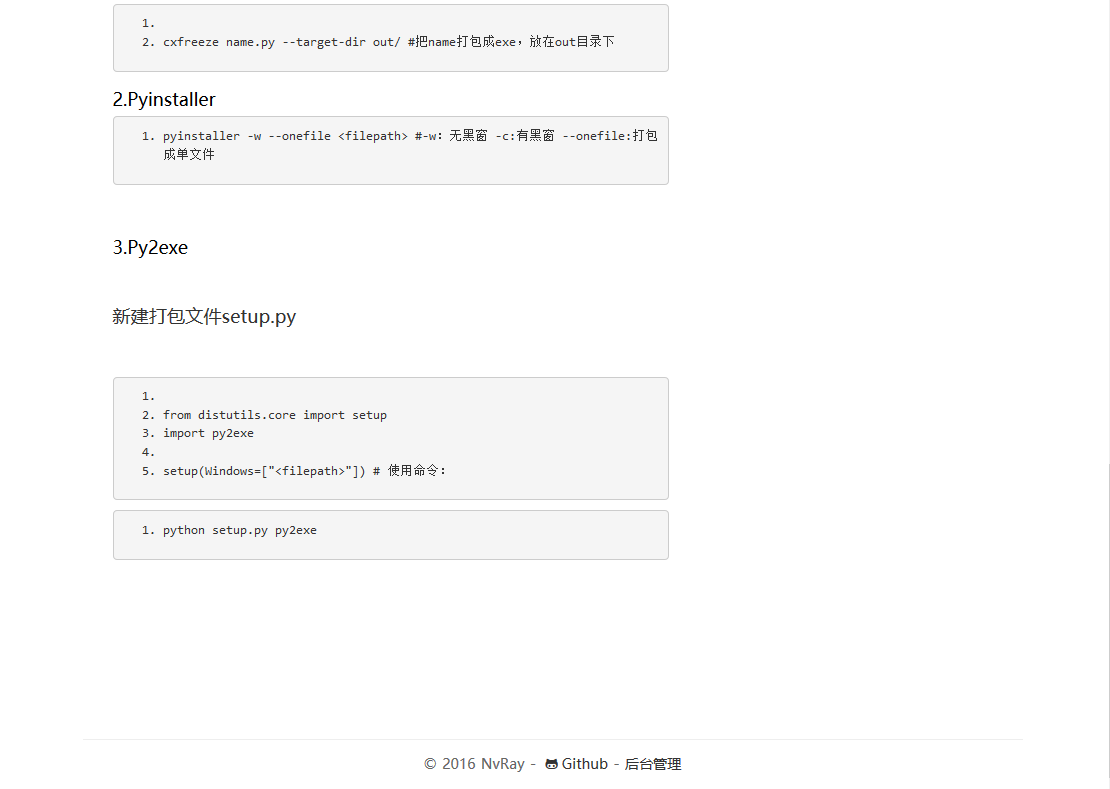 1.
2. cxfreeze name.py --target-dir out/ #把name打包成exe，放在out目录下
2.Pyinstaller
1. pyinstaller -w --onefile <filepath> #-w：无黑窗 -c:有黑窗 --onefile:打包
成单文件
3.Py2exe
新建打包文件setup.py
1.
2. from distutils.core import setup
3. import py2exe
4.
5. setup(Windows=["<filepath>"]) # 使用命令：
1. python setup.py py2exe
© 2016 NvRay - Github - 后台管理